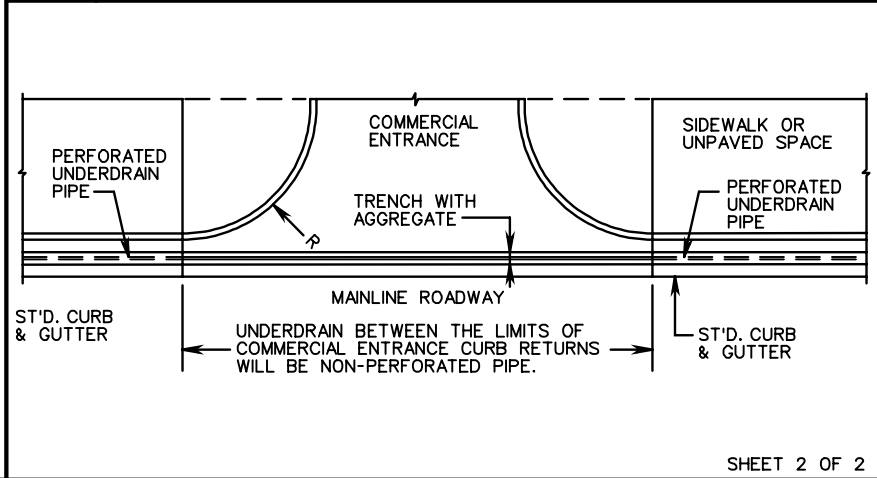 COMMERCIAL
ENTRANCE
SIDEWALK OR
UNPAVED SPACE
PERFORATED
UNDERDRAIN
PIPE
TRENCH WITH
AGGREGATE
PERFORATED
UNDERDRAIN
PIPE
R
MAINLINE ROADWAY
ST'D. CURB
& GUTTER
UNDERDRAIN BETWEEN THE LIMITS OF
COMMERCIAL ENTRANCE CURB RETURNS
WILL BE NON-PERFORATED PIPE.
ST'D. CURB
& GUTTER
SHEET 2 OF 2